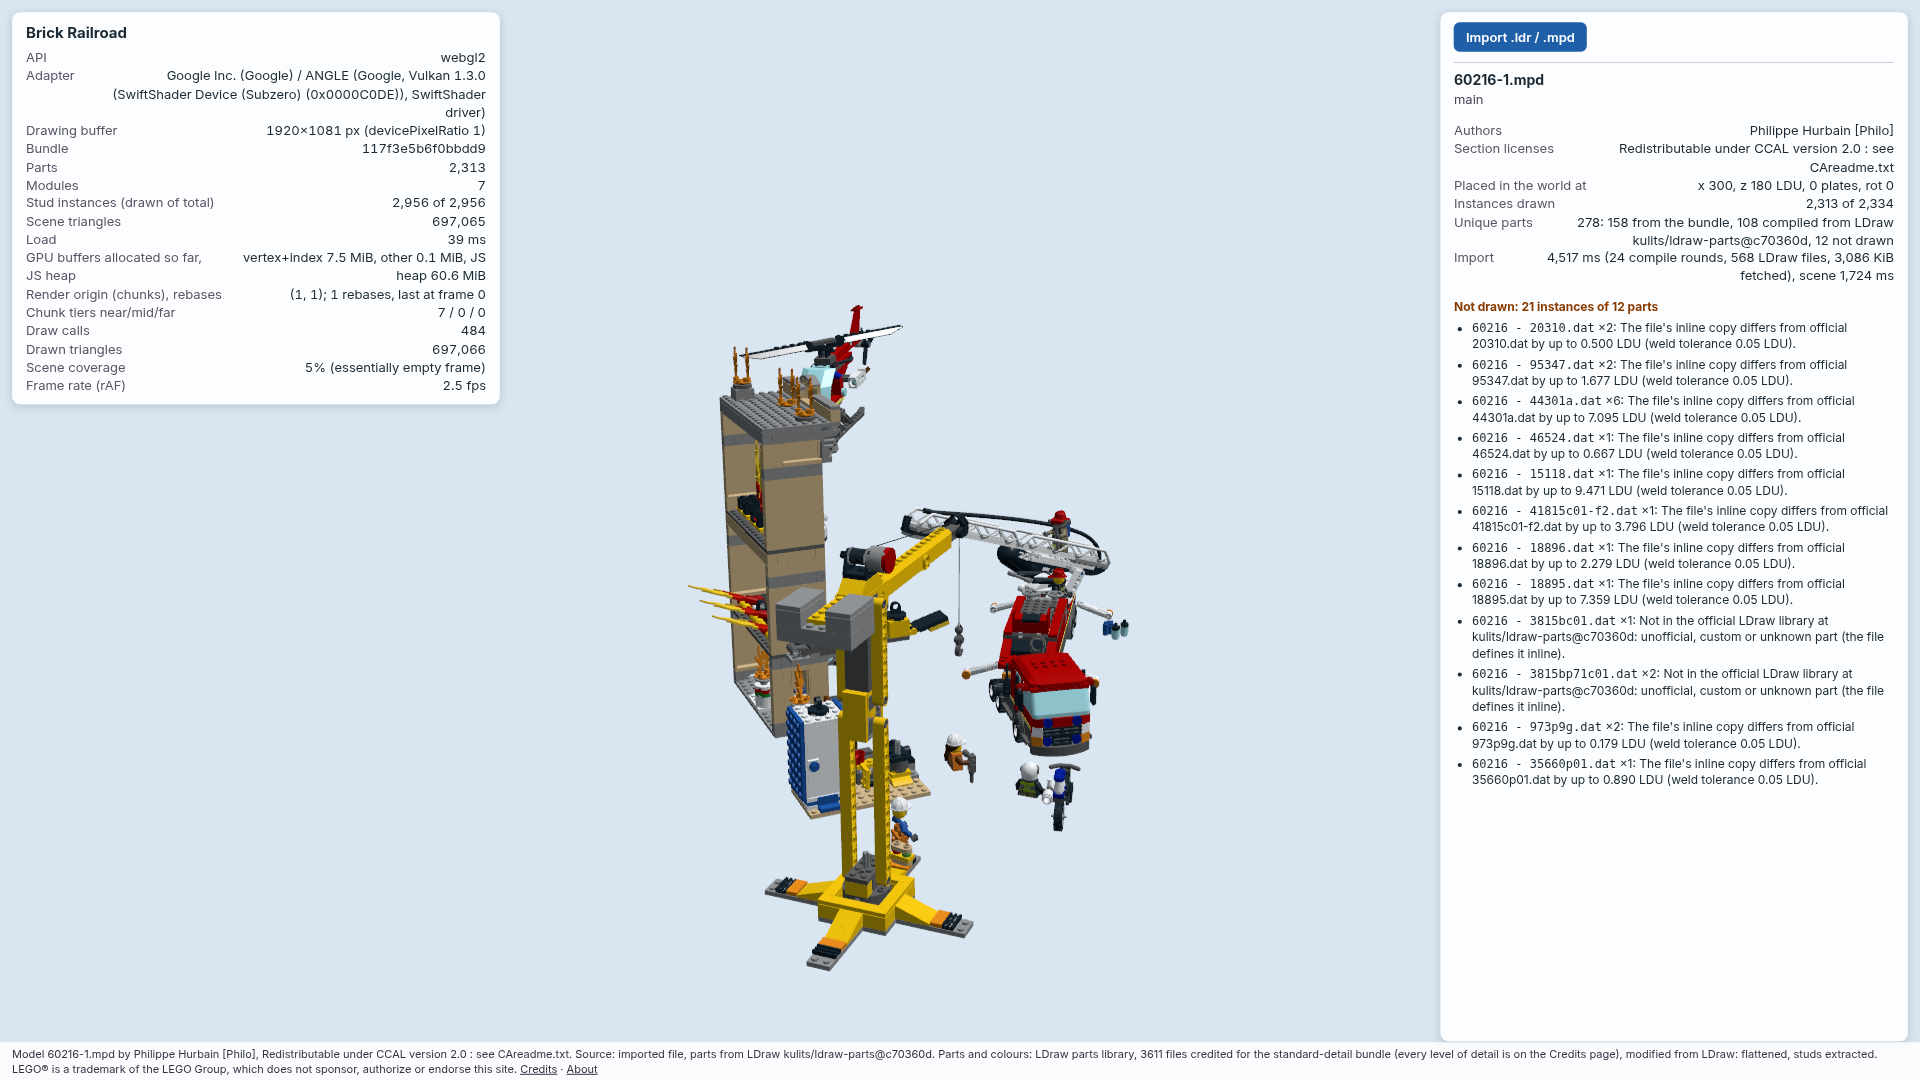 Brick Railroad
API webgl2
Adapter Google Inc. (Google) / ANGLE (Google, Vulkan 1.3.0
(SwiftShader Device (Subzero) (0x0000C0DE)), SwiftShader
driver)
Drawing buffer 1920×1081 px (devicePixelRatio 1)
Bundle 117f3e5b6f0bbdd9
Parts 2,313
Modules 7
Stud instances (drawn of total) 2,956 of 2,956
Scene triangles 697,065
Load 39 ms
GPU buffers allocated so far, vertex+index 7.5 MiB, other 0.1 MiB, JS
JS heap heap 60.6 MiB
Render origin (chunks), rebases (1, 1); 1 rebases, last at frame 0
Chunk tiers near/mid/far 7 / 0 / 0
Draw calls 484
Drawn triangles 697,066
Scene coverage 5% (essentially empty frame)
Frame rate (rAF) 2.5 fps
Import .ldr / .mpd
60216-1.mpd
main
Authors Philippe Hurbain [Philo]
Section licenses Redistributable under CCAL version 2.0 : see
CAreadme.txt
Placed in the world at x 300, z 180 LDU, 0 plates, rot 0
Instances drawn 2,313 of 2,334
Unique parts 278: 158 from the bundle, 108 compiled from LDraw
kulits/ldraw-parts@c70360d, 12 not drawn
Import 4,517 ms (24 compile rounds, 568 LDraw files, 3,086 KiB
fetched), scene 1,724 ms
Not drawn: 21 instances of 12 parts
• 60216 - 20310.dat ×2: The file's inline copy differs from official
20310.dat by up to 0.500 LDU (weld tolerance 0.05 LDU).
• 60216 - 95347.dat ×2: The file's inline copy differs from official
95347.dat by up to 1.677 LDU (weld tolerance 0.05 LDU).
• 60216 - 44301a.dat ×6: The file's inline copy differs from official
44301a.dat by up to 7.095 LDU (weld tolerance 0.05 LDU).
• 60216 - 46524.dat ×1: The file's inline copy differs from official
46524.dat by up to 0.667 LDU (weld tolerance 0.05 LDU).
• 60216 - 15118.dat ×1: The file's inline copy differs from official
15118.dat by up to 9.471 LDU (weld tolerance 0.05 LDU).
• 60216 - 41815c01-f2.dat ×1: The file's inline copy differs from official
41815c01-f2.dat by up to 3.796 LDU (weld tolerance 0.05 LDU).
• 60216 - 18896.dat ×1: The file's inline copy differs from official
18896.dat by up to 2.279 LDU (weld tolerance 0.05 LDU).
• 60216 - 18895.dat ×1: The file's inline copy differs from official
18895.dat by up to 7.359 LDU (weld tolerance 0.05 LDU).
• 60216 - 3815bc01.dat ×1: Not in the official LDraw library at
kulits/ldraw-parts@c70360d: unofficial, custom or unknown part (the file
defines it inline).
• 60216 - 3815bp71c01.dat ×2: Not in the official LDraw library at
kulits/ldraw-parts@c70360d: unofficial, custom or unknown part (the file
defines it inline).
• 60216 - 973p9g.dat ×2: The file's inline copy differs from official
973p9g.dat by up to 0.179 LDU (weld tolerance 0.05 LDU).
• 60216 - 35660p01.dat ×1: The file's inline copy differs from official
35660p01.dat by up to 0.890 LDU (weld tolerance 0.05 LDU).
Model 60216-1.mpd by Philippe Hurbain [Philo], Redistributable under CCAL version 2.0 : see CAreadme.txt. Source: imported file, parts from LDraw kulits/ldraw-parts@c70360d. Parts and colours: LDraw parts library, 3611 files credited for the standard-detail bundle (every level of detail is on the Credits page), modified from LDraw: flattened, studs extracted.
LEGO® is a trademark of the LEGO Group, which does not sponsor, authorize or endorse this site. Credits · About